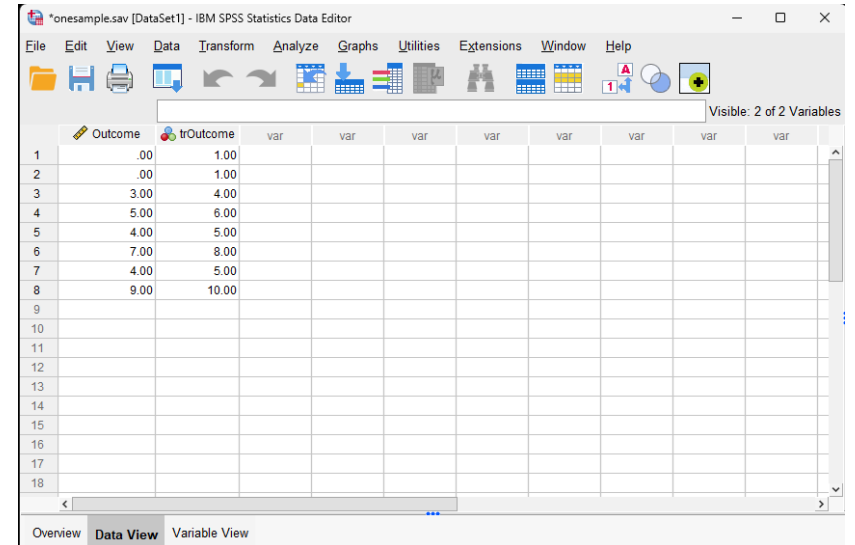 *onesample.sav [DataSet1] - IBM SPSS Statistics Data Editor
File Edit View Data Transform Analyze Graphs Utilities Extensions Window Help
A
1
μ
Visible: 2 of 2 Variables
Outcome trOutcome var var var var var var var var
1 .00 1.00
2 .00 1.00
3 3.00 4.00
4 5.00 6.00
5 4.00 5.00
6 7.00 8.00
7 4.00 5.00
8 9.00 10.00
9
10
11
12
13
14
15
16
17
18
Overview Data View Variable View